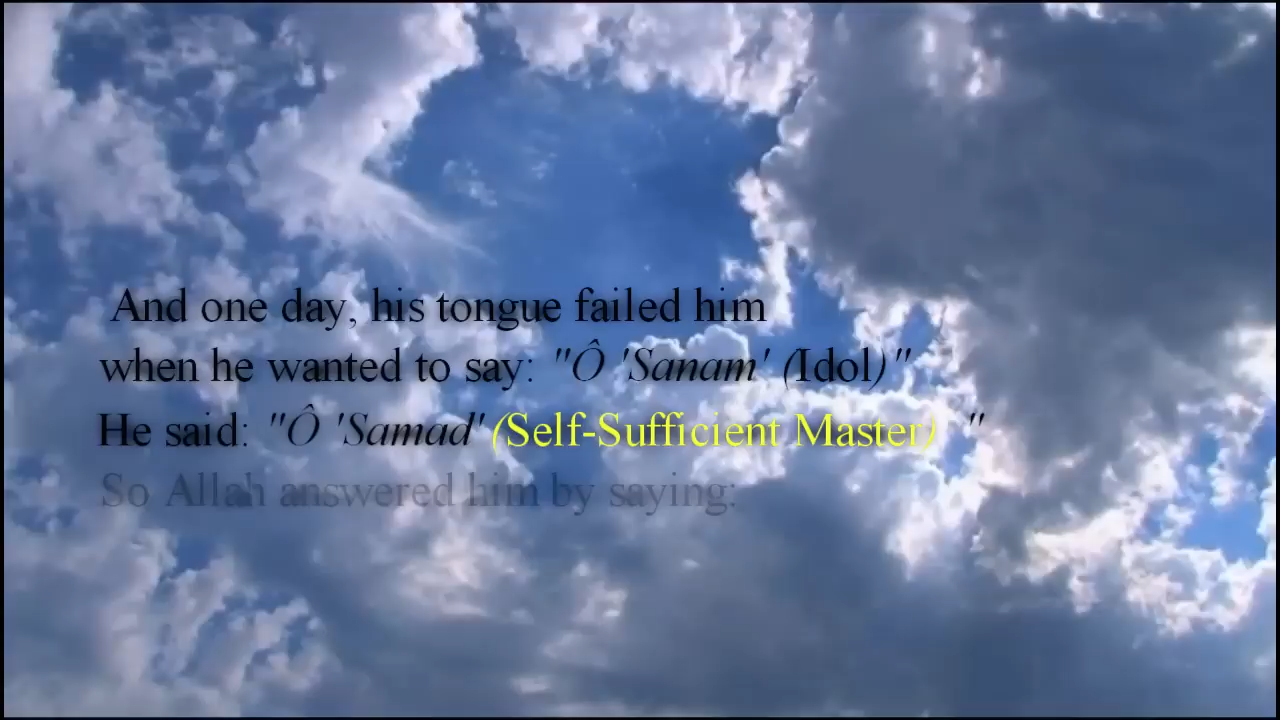 And one day, his tongue failed him
when he wanted to say: "Ô 'Sanam' (Idol)"
He said: "Ô 'Samad' (Self-Sufficient Master) "
So Allah answered him by saying: